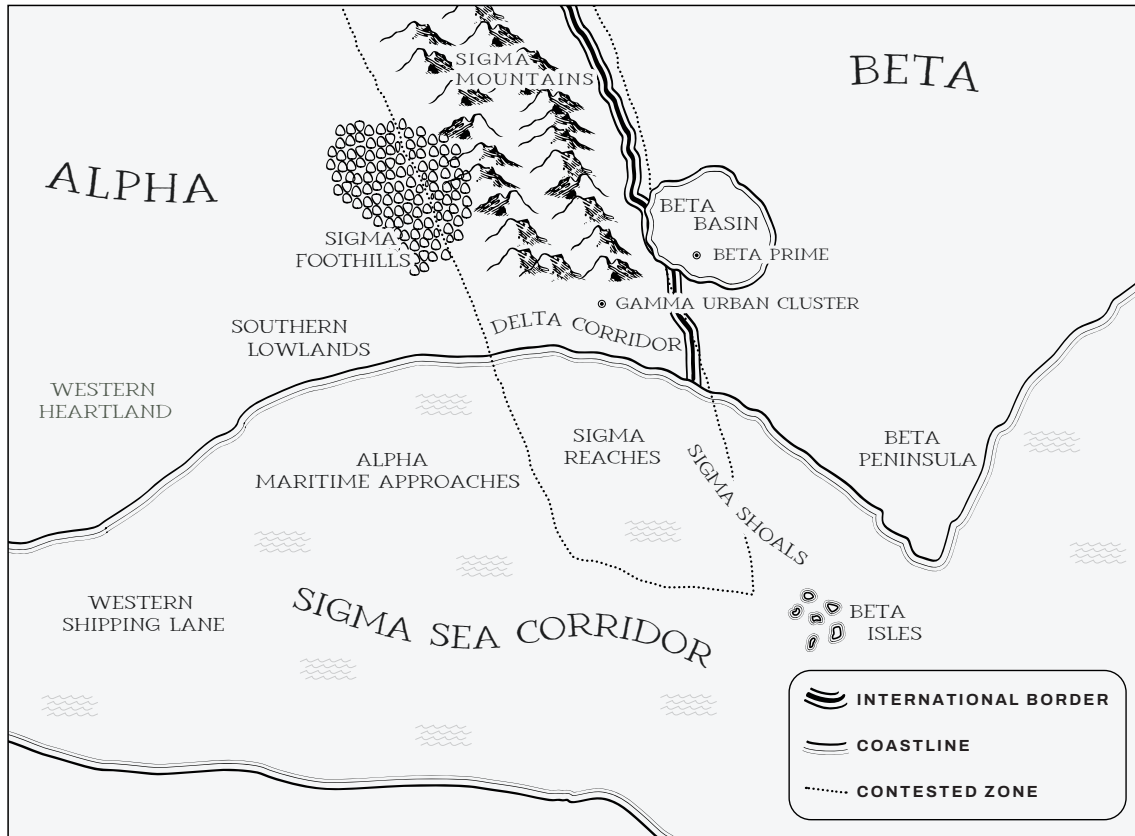 SIGMA
MOUNTAINS
BETA
ALPHA
BETA
BASIN
BETA PRIME
SIGMA
FOOTHILLS
GAMMA URBAN CLUSTER
DELTA CORRIDOR
SOUTHERN
LOWLANDS
WESTERN
HEARTLAND
SIGMA
REACHES
BETA
PENINSULA
ALPHA
MARITIME APPROACHES
SIGMA SHOALS
WESTERN
SHIPPING LANE
SIGMA SEA CORRIDOR
BETA
ISLES
INTERNATIONAL BORDER
COASTLINE
CONTESTED ZONE